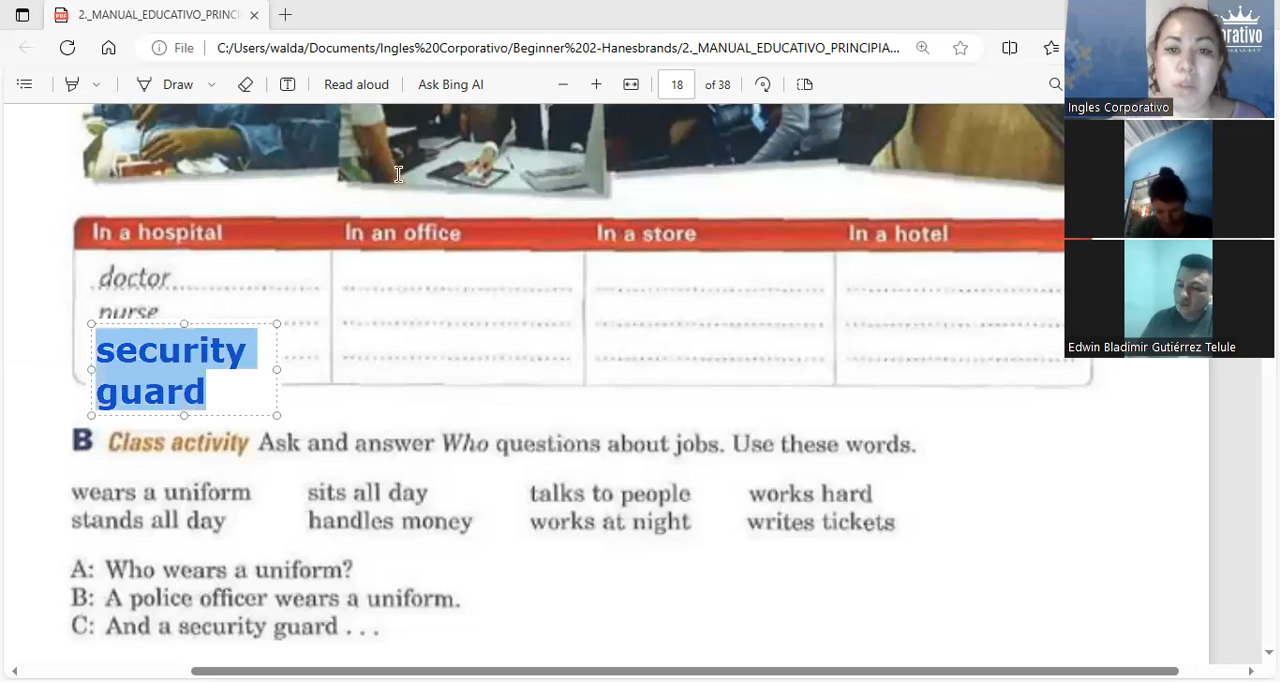 2._MANUAL_EDUCATIVO_PRINCI
File
C:/Users/walda/Documents/Ingles%20Corporativo/Beginner%202-Hanesbrands/2._MANUAL_EDUCATIVO_PRINCIPIA...
Draw
Read aloud
Ask Bing AI
18
of 38
Ingles Corporativo
Edwin Bladimir Gutiérrez Telule
In a hospital
In an office
In a store
In a hotel
doctor
nurse
security
guard
B Class activity Ask and answer Who questions about jobs. Use these words.
wears a uniform sits all day talks to people works hard
stands all day handles money works at night writes tickets
A: Who wears a uniform?
B: A police officer wears a uniform.
C: And a security guard . . .